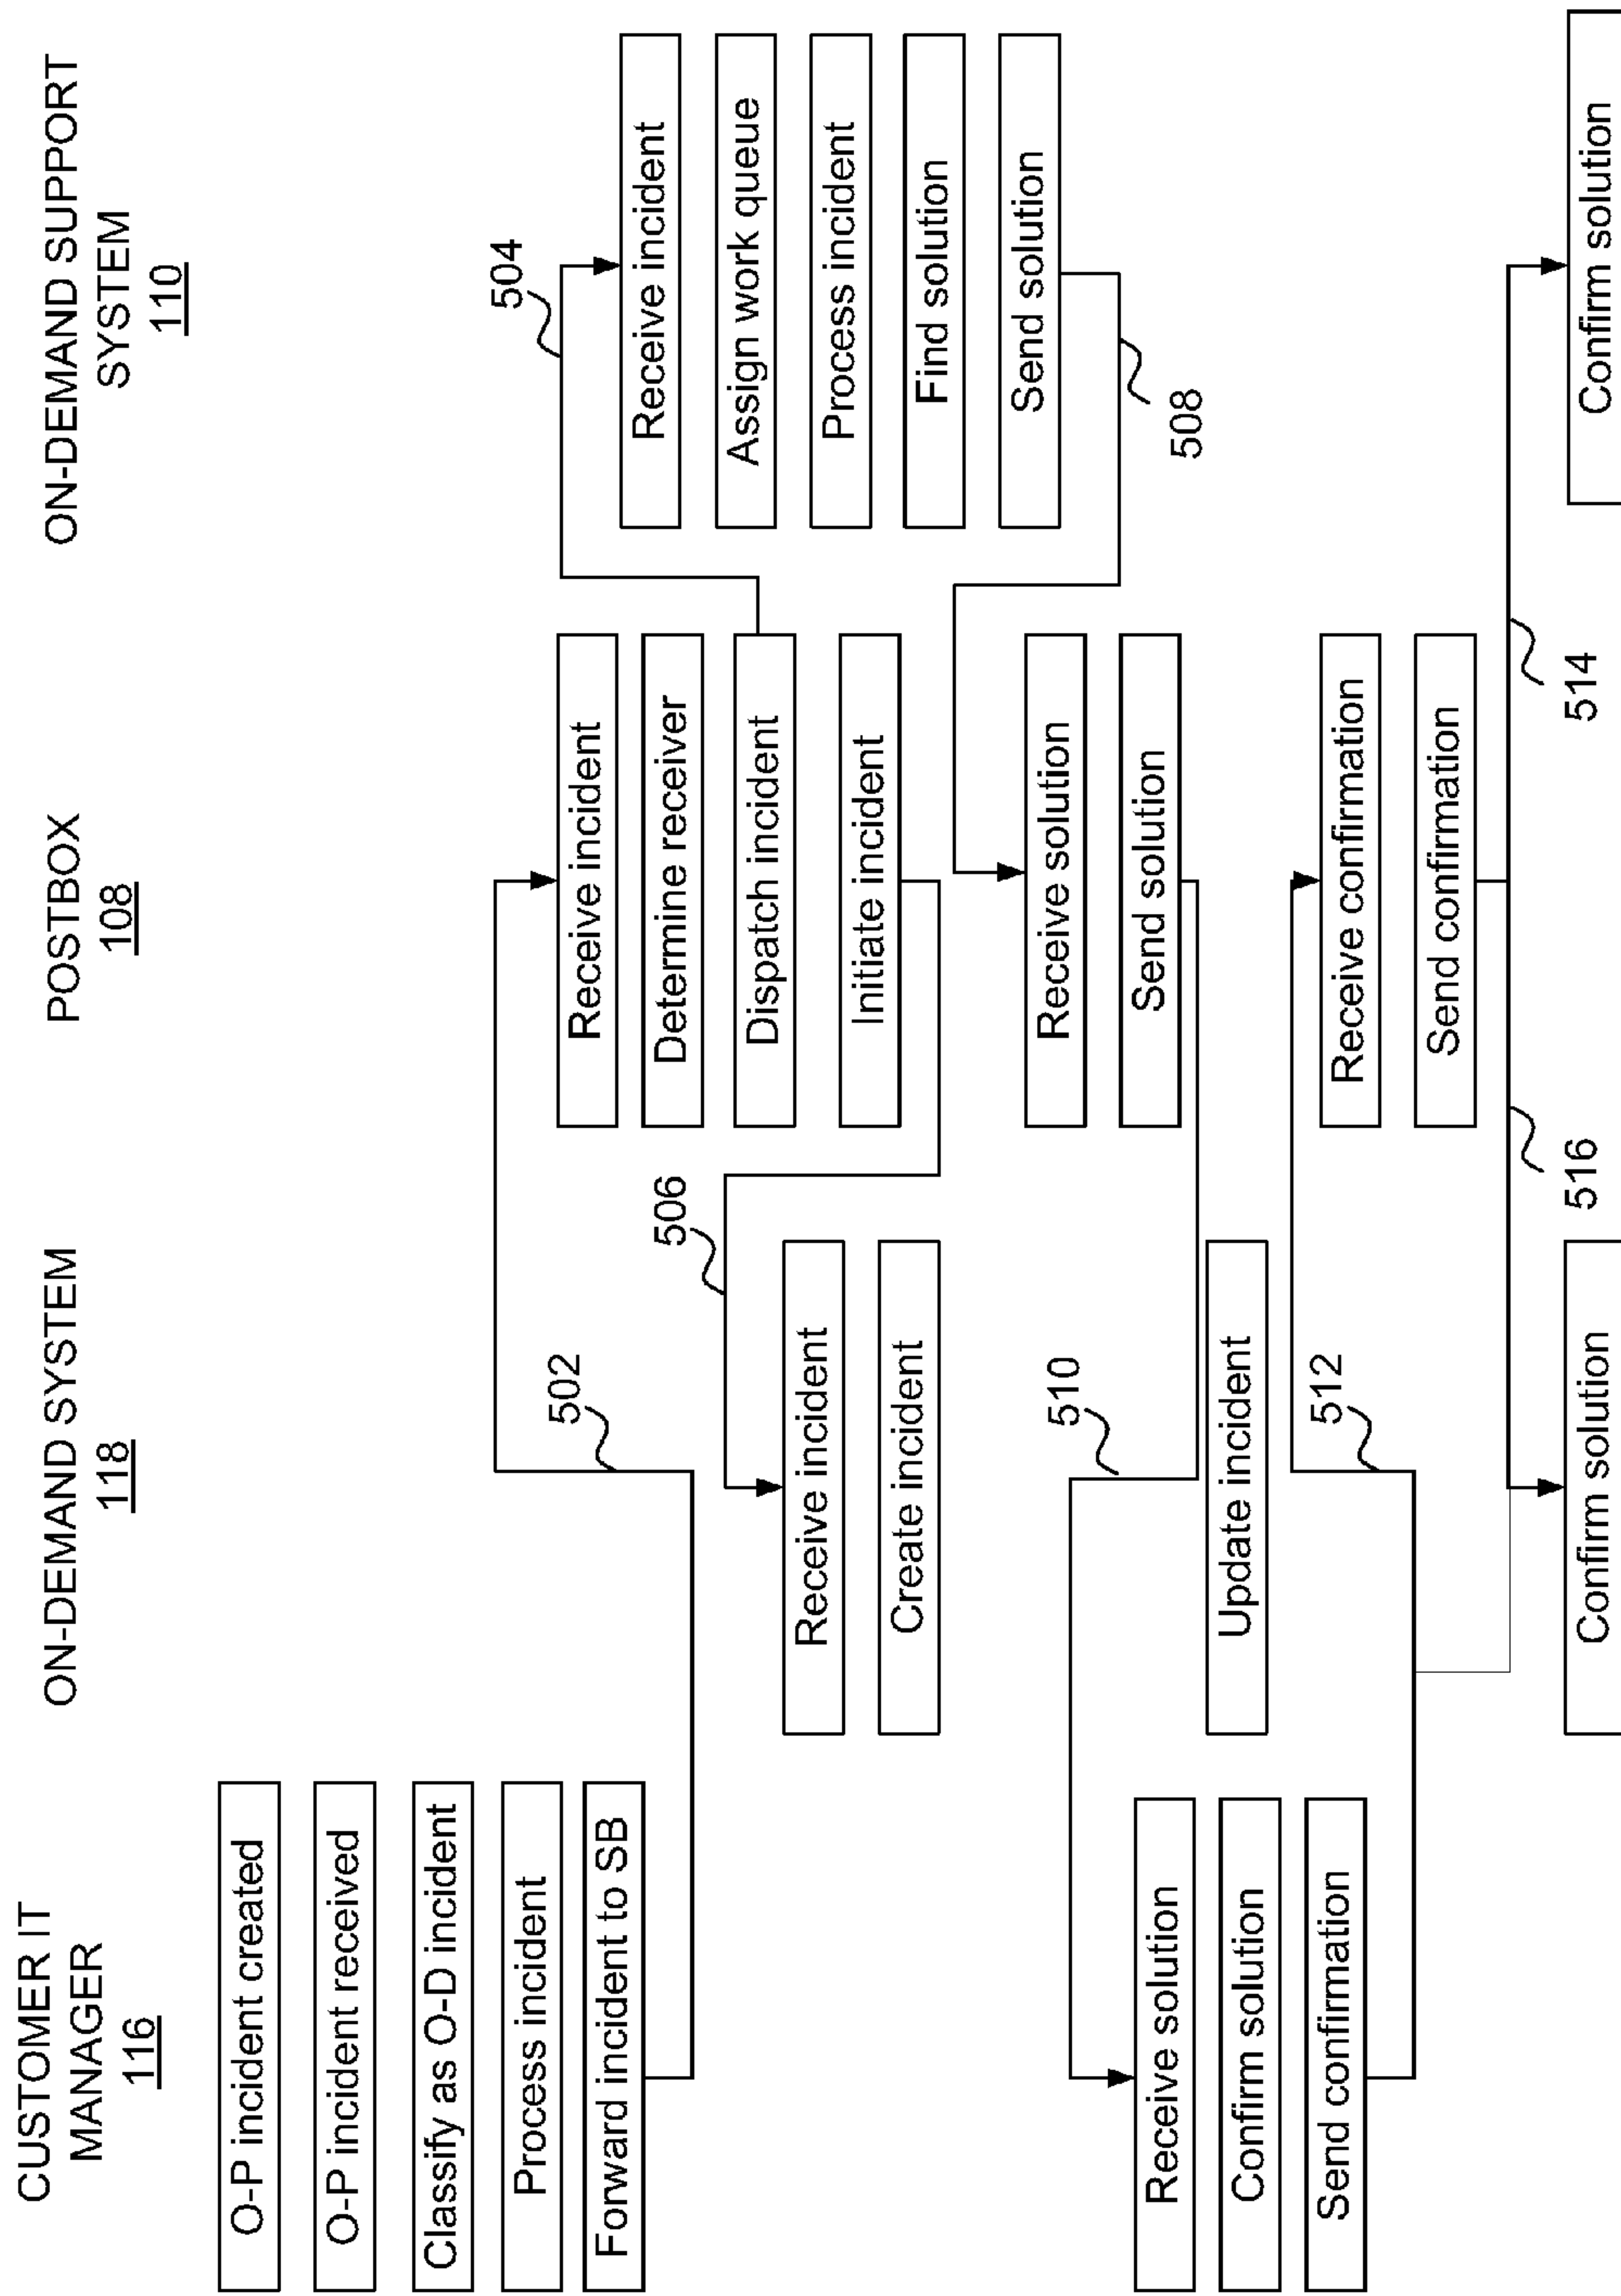 CUSTOMER IT
MANAGER
116
ON-DEMAND SYSTEM
118
POSTBOX
108
ON-DEMAND SUPPORT
SYSTEM
110
O-P incident created
O-P incident received
Classify as O-D incident
Process incident
Forward incident to SB
502
Receive incident
Determine receiver
Dispatch incident
Initiate incident
504
Receive incident
Assign work queue
Process incident
Find solution
Send solution
506
Receive incident
Create incident
508
Receive solution
Send solution
510
Update incident
Receive solution
Confirm solution
Send confirmation
512
Receive confirmation
Send confirmation
516
514
Confirm solution
Confirm solution